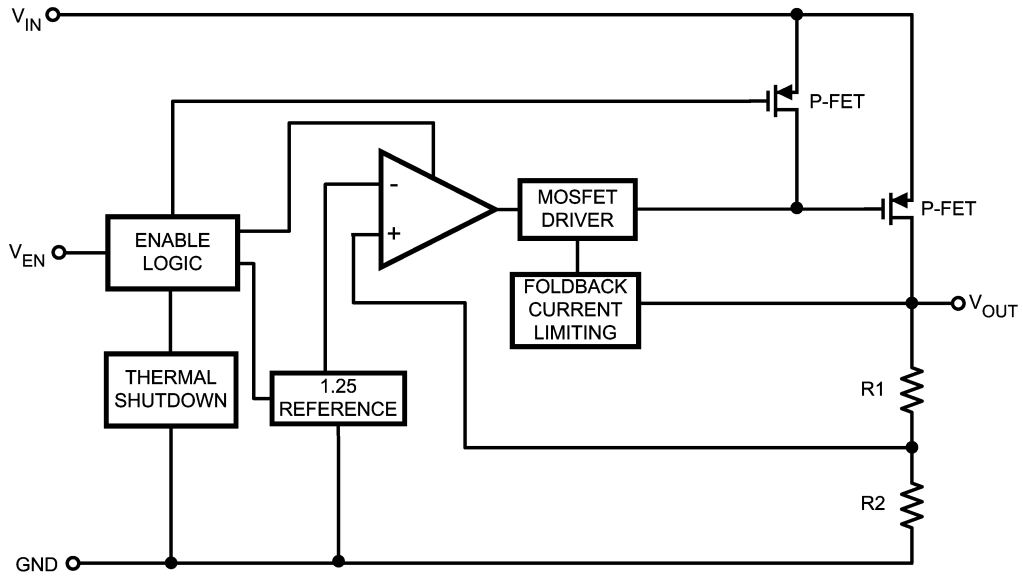 VIN
P-FET
P-FET
-
+
MOSFET
DRIVER
ENABLE
LOGIC
VEN
FOLDBACK
CURRENT
LIMITING
VOUT
THERMAL
SHUTDOWN
1.25
REFERENCE
R1
R2
GND